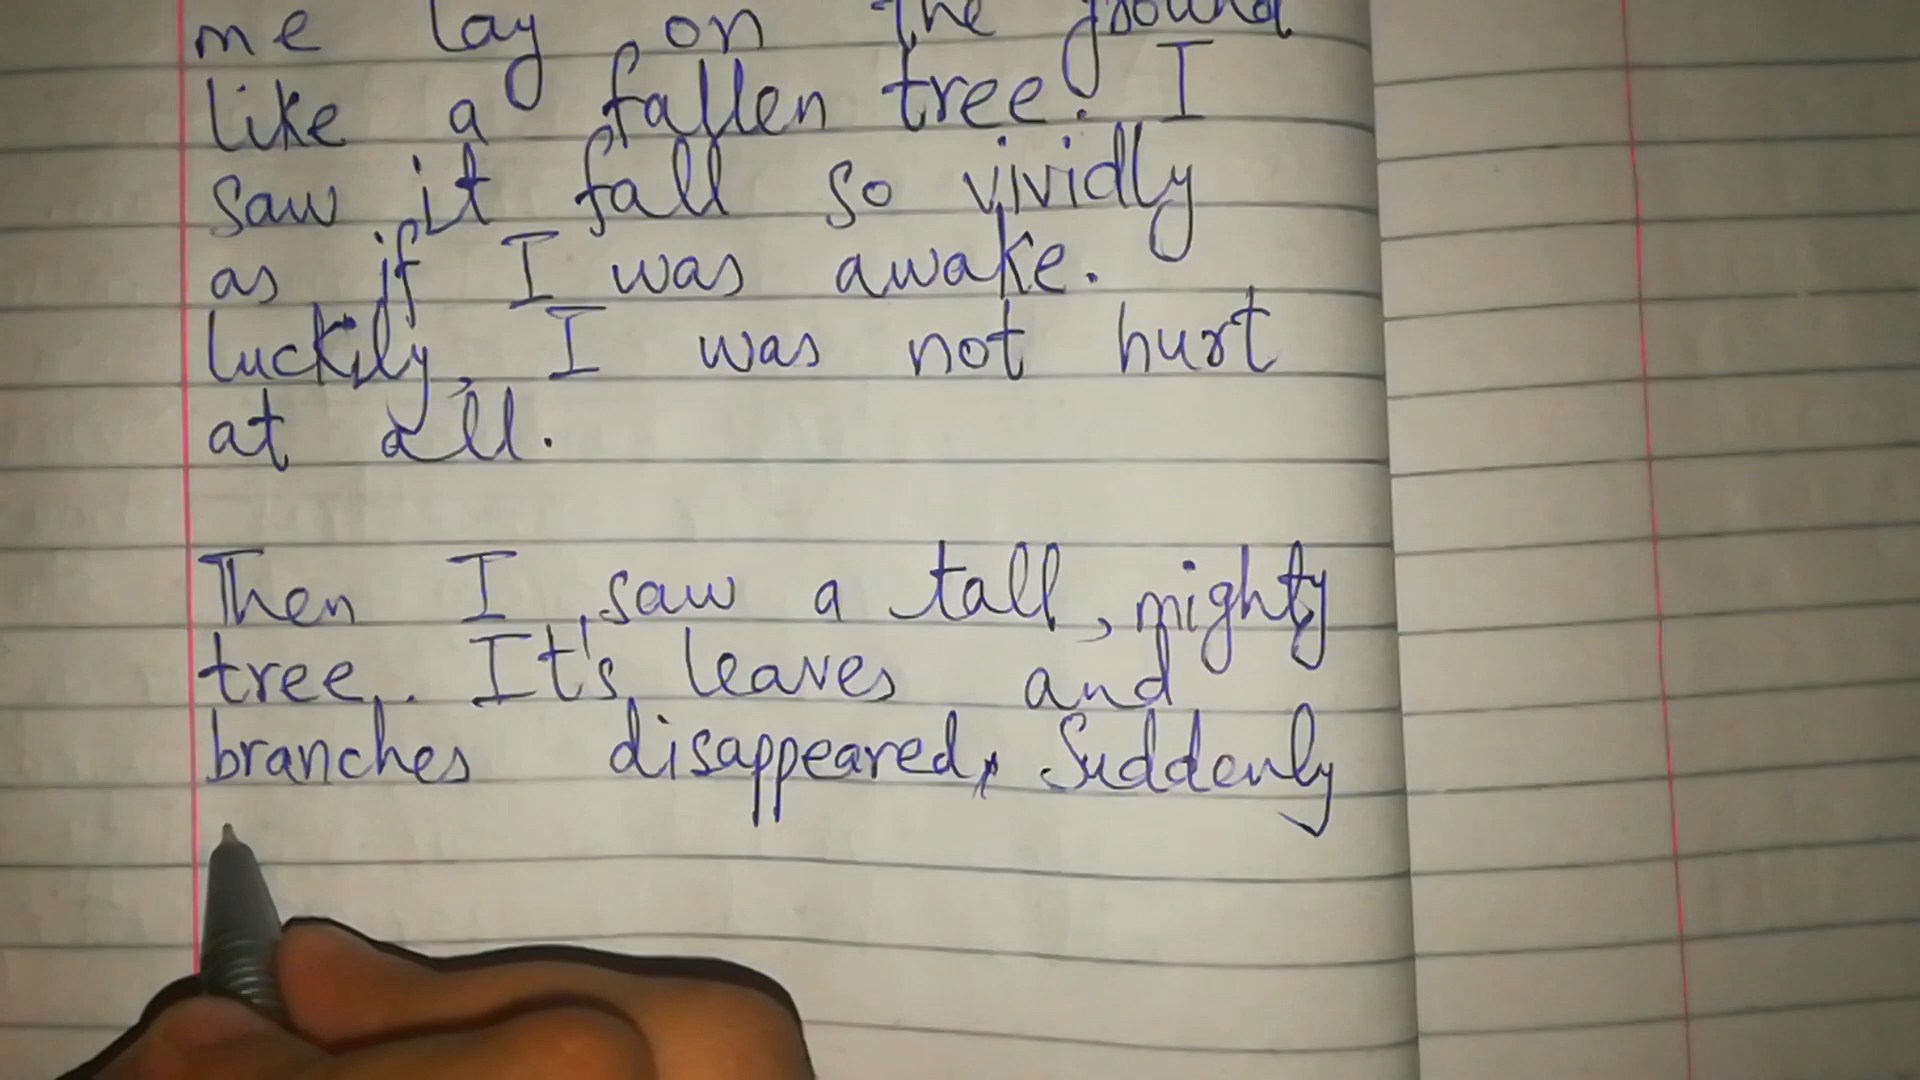 me lay on the ground
like a fallen tree. I
saw it fall so vividly
as if I was awake.
luckily, I was not hurt
at all.
Then I saw a tall, mighty
tree. It's leaves and
branches disappeared, Suddenly